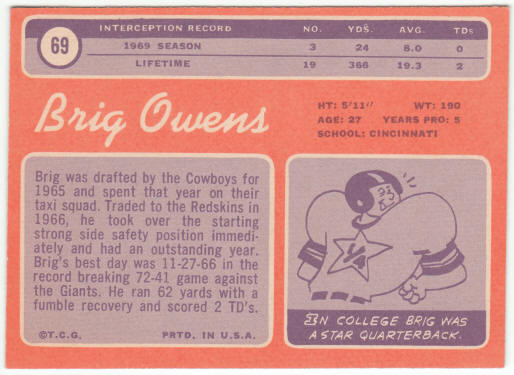 69
INTERCEPTION RECORD NO. YDS. AVG. TDs
1969 SEASON 3 24 8.0 0
LIFETIME 19 366 19.3 2
Brig Owens
HT: 5'11" WT: 190
AGE: 27 YEARS PRO: 5
SCHOOL: CINCINNATI
Brig was drafted by the Cowboys for
1965 and spent that year on their
taxi squad. Traded to the Redskins in
1966, he took over the starting
strong side safety position immedi-
ately and had an outstanding year.
Brig's best day was 11-27-66 in the
record breaking 72-41 game against
the Giants. He ran 62 yards with a
fumble recovery and scored 2 TD's.
©T.C.G. PRTD. IN U.S.A.
IN COLLEGE BRIG WAS
A STAR QUARTERBACK.